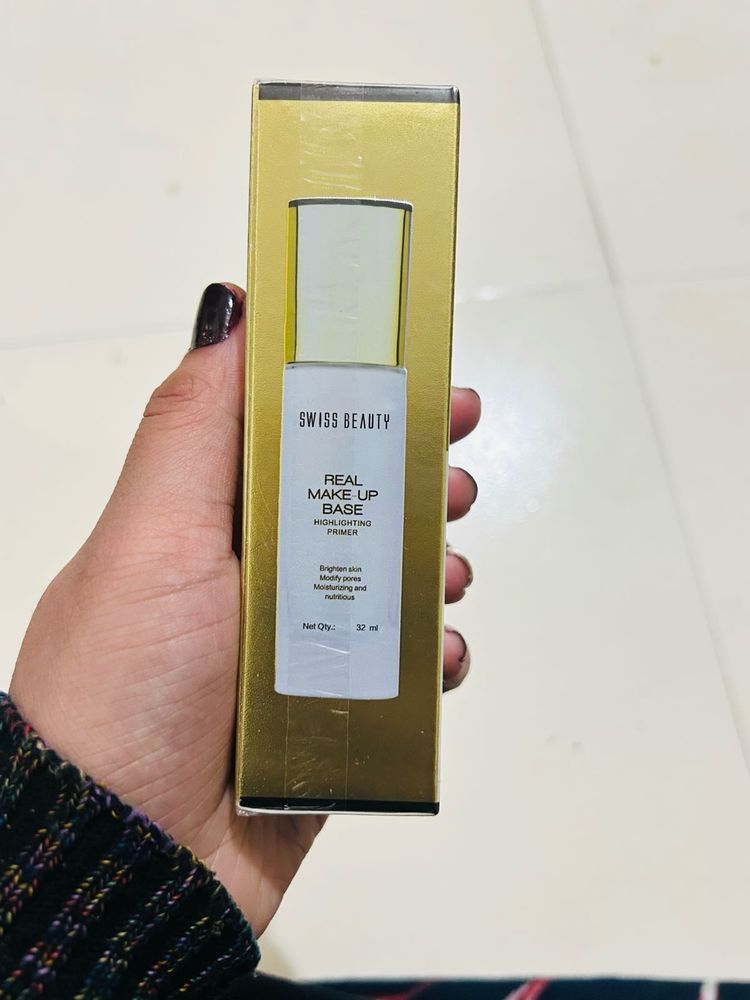 SWISS BEAUTY
REAL
MAKE-UP
BASE
HIGHLIGHTING
PRIMER
Brighten skin
Modify pores
Moisturizing and
nutritious
Net Qty.: 32 ml